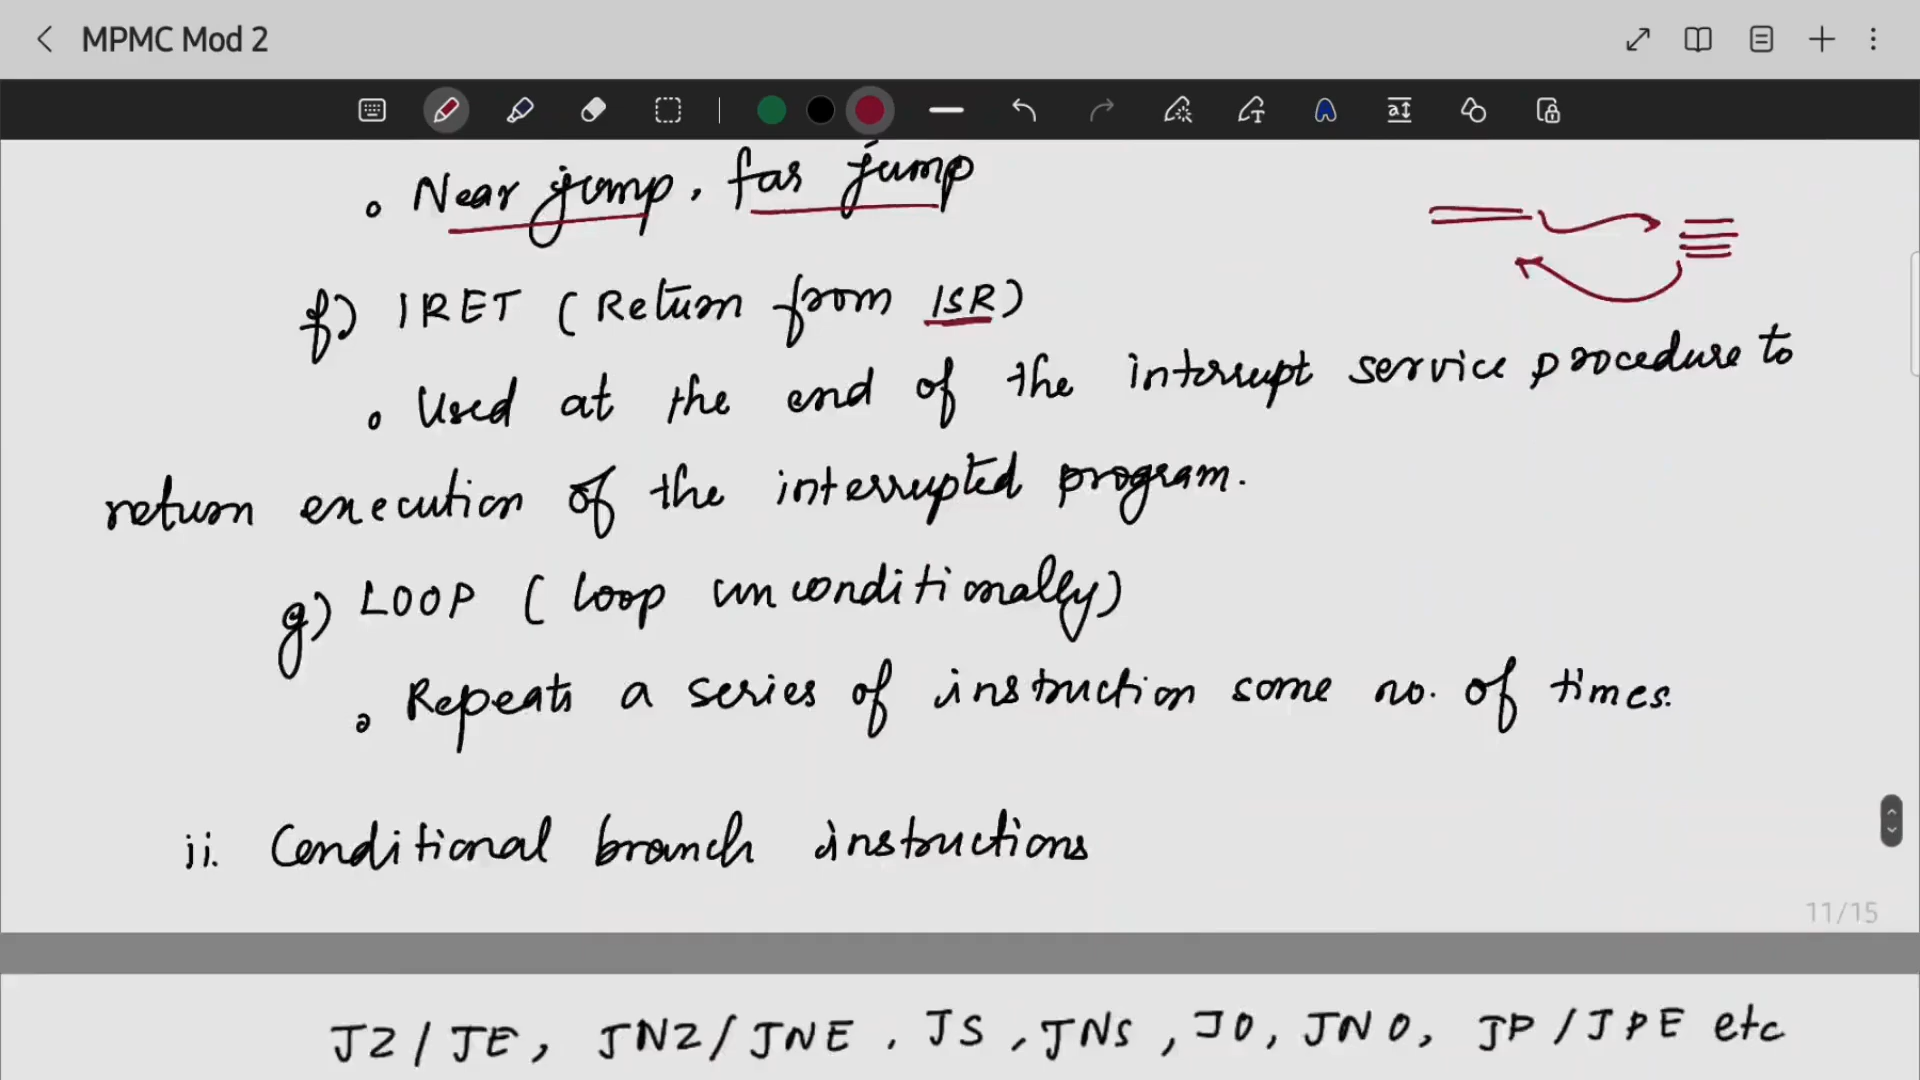 MPMC Mod 2
Near jump, far jump
f) IRET (Return from ISR)
Used at the end of the interrupt service procedure to
return execution of the interrupted program.
g) LOOP (loop unconditionally)
Repeats a series of instruction some no. of times.
ii. Conditional branch instructions
11/15
JZ/JE, JNZ/JNE, JS, JNS, JO, JNO, JP/JPE etc